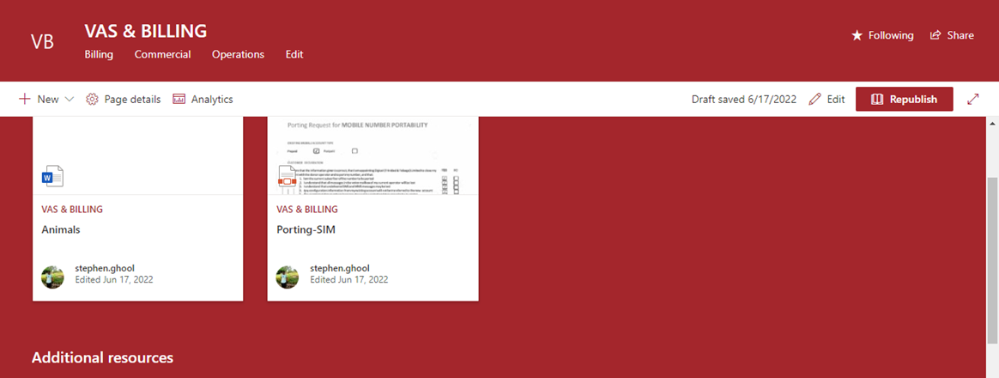 VB
VAS & BILLING
Billing Commercial Operations Edit
Following Share
New Page details Analytics
Draft saved 6/17/2022 Edit Republish
Porting Request for MOBILE NUMBER PORTABILITY
W
VAS & BILLING
Animals
stephen.ghool
Edited Jun 17, 2022
VAS & BILLING
Porting-SIM
stephen.ghool
Edited Jun 17, 2022
Additional resources